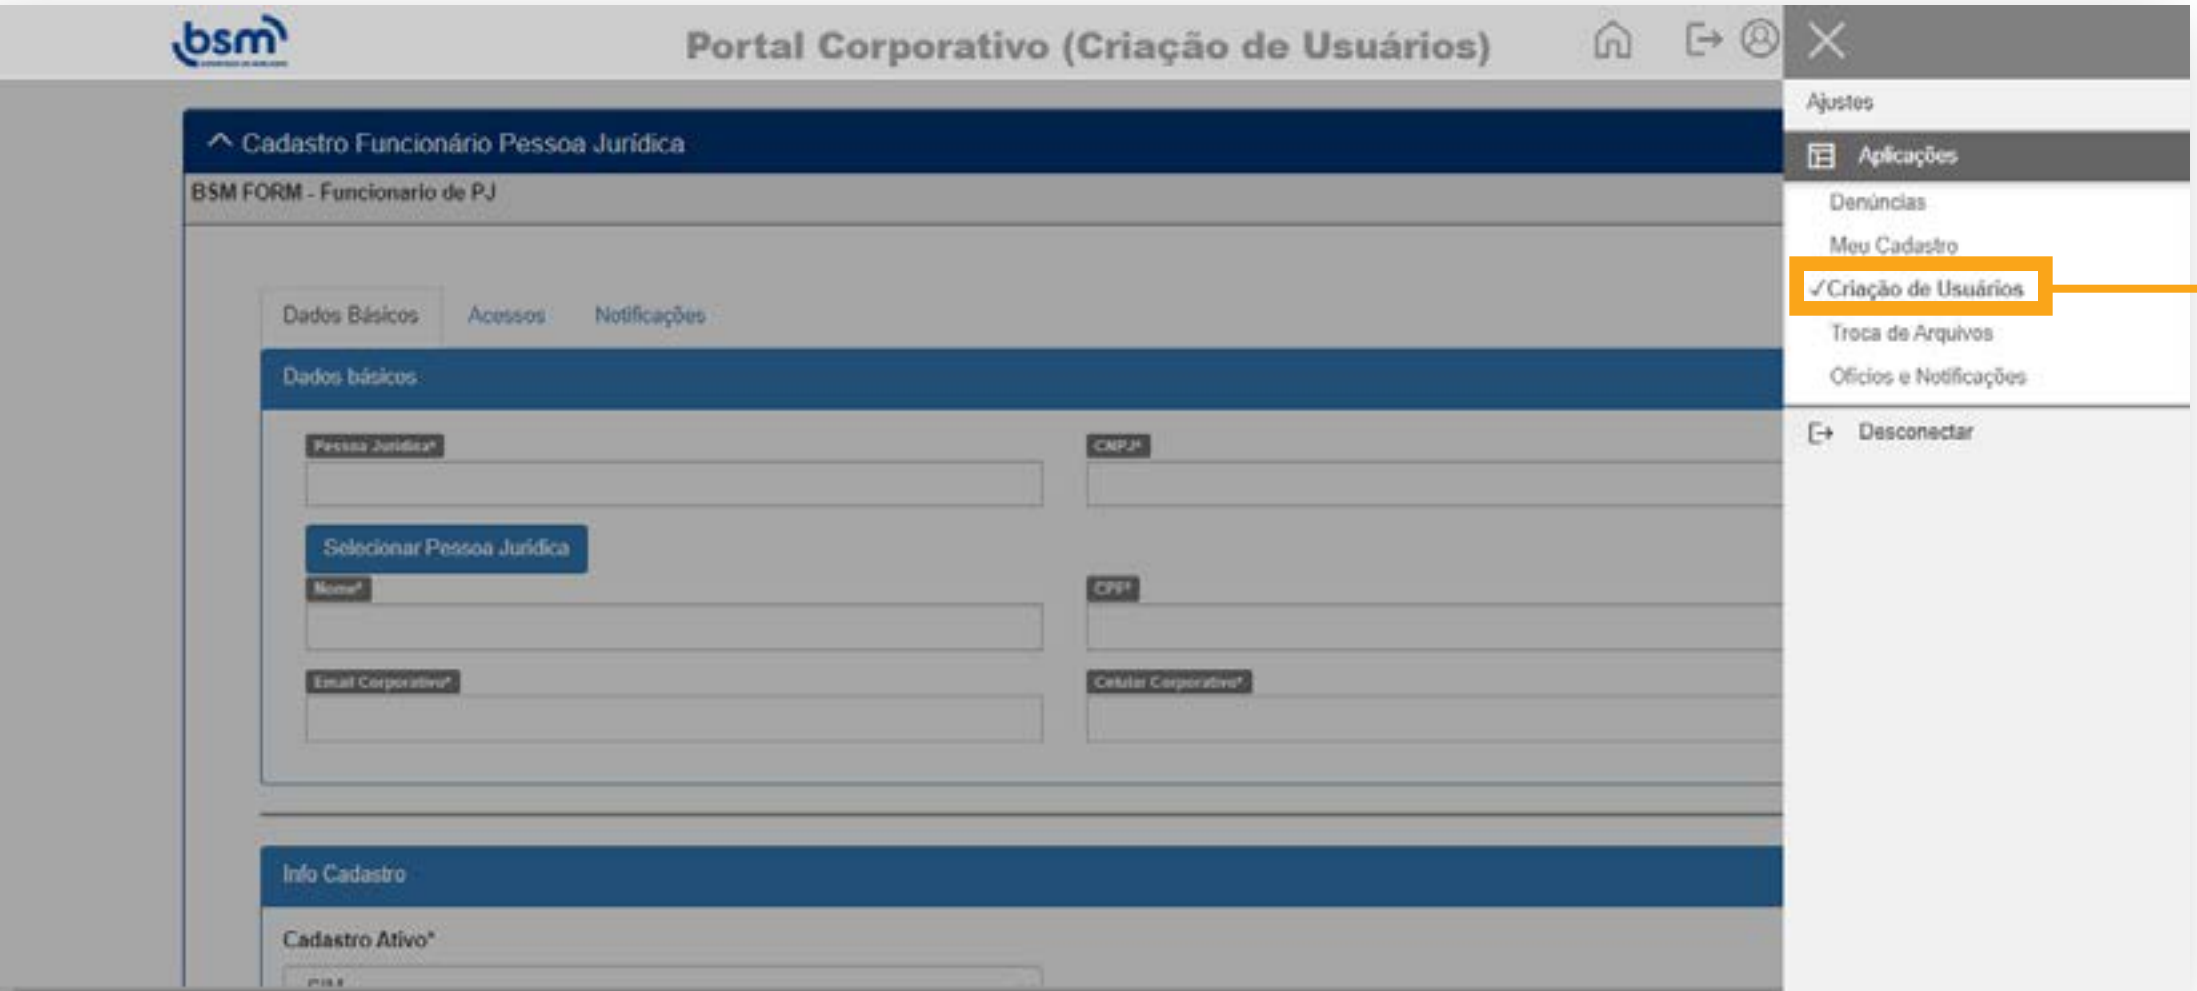 bsm
Portal Corporativo (Criação de Usuários)
Cadastro Funcionário Pessoa Jurídica
BSM FORM - Funcionario de PJ
Dados Básicos
Acessos
Notificações
Dados básicos
Pessoa Jurídica*
CNPJ*
Selecionar Pessoa Jurídica
Nome*
CPF*
Email Corporativo*
Celular Corporativo*
Info Cadastro
Cadastro Ativo*
SIM
Ajustes
Aplicações
Denúncias
Meu Cadastro
✓Criação de Usuários
Troca de Arquivos
Ofícios e Notificações
Desconectar